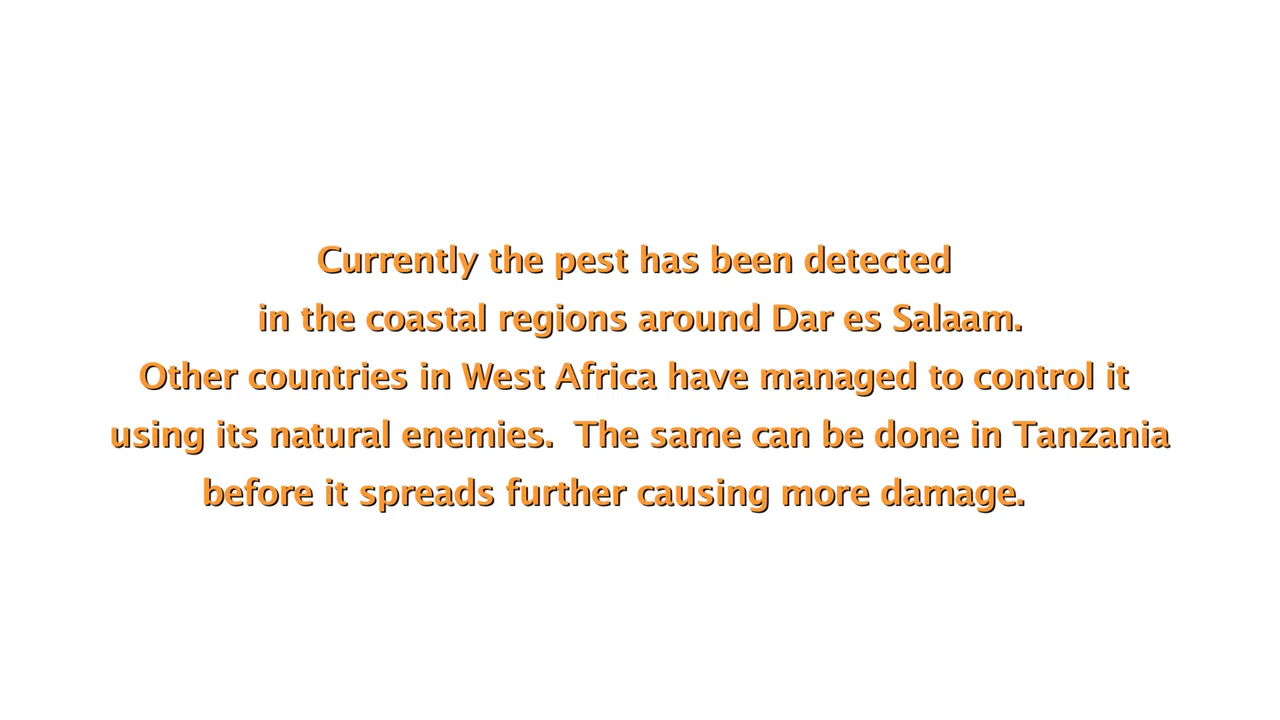 Currently the pest has been detected
in the coastal regions around Dar es Salaam.
Other countries in West Africa have managed to control it
using its natural enemies.  The same can be done in Tanzania
before it spreads further causing more damage.